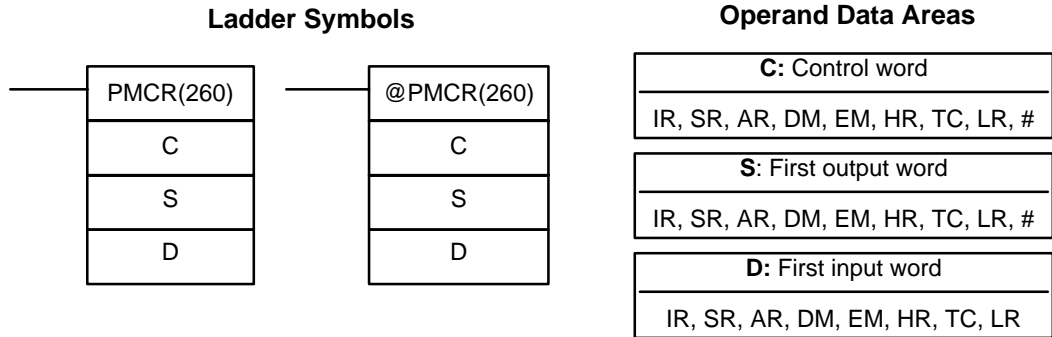 Ladder Symbols
PMCR(260)
C
S
D
@PMCR(260)
C
S
D
Operand Data Areas
C: Control word
IR, SR, AR, DM, EM, HR, TC, LR, #
S: First output word
IR, SR, AR, DM, EM, HR, TC, LR, #
D: First input word
IR, SR, AR, DM, EM, HR, TC, LR